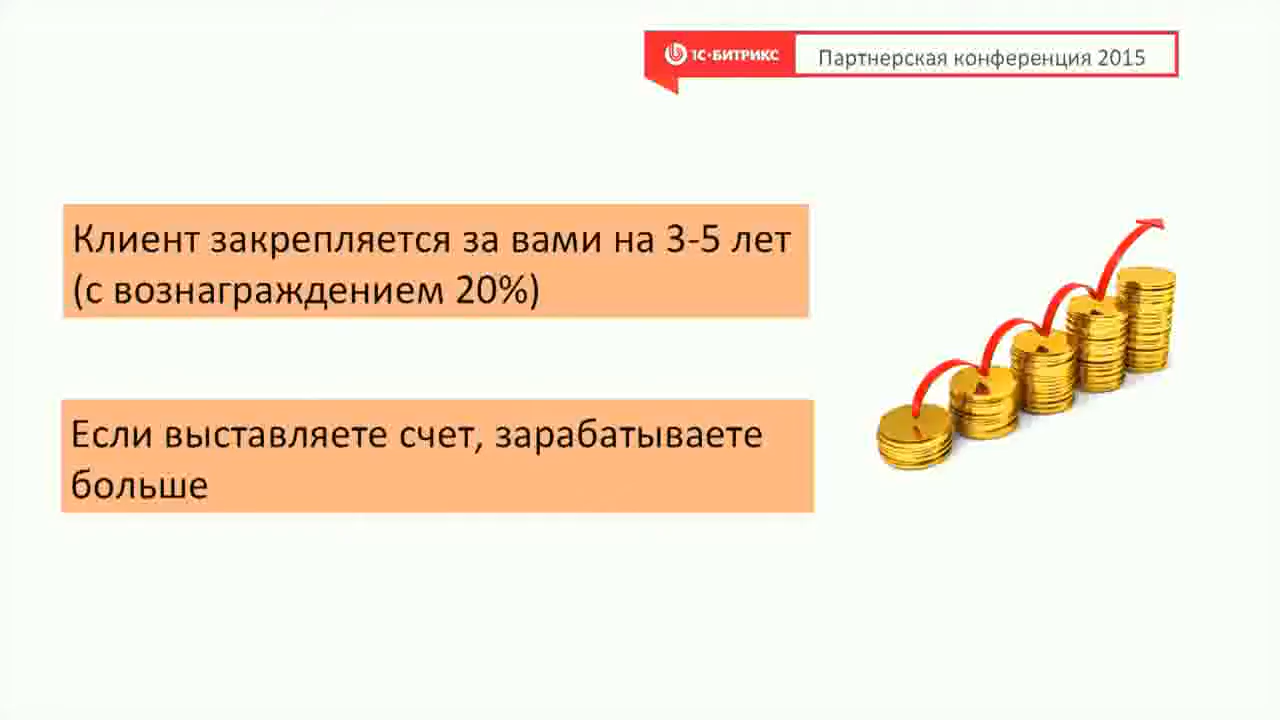 1С·БИТРИКС Партнерская конференция 2015
Клиент закрепляется за вами на 3-5 лет
(с вознаграждением 20%)
Если выставляете счет, зарабатываете
больше